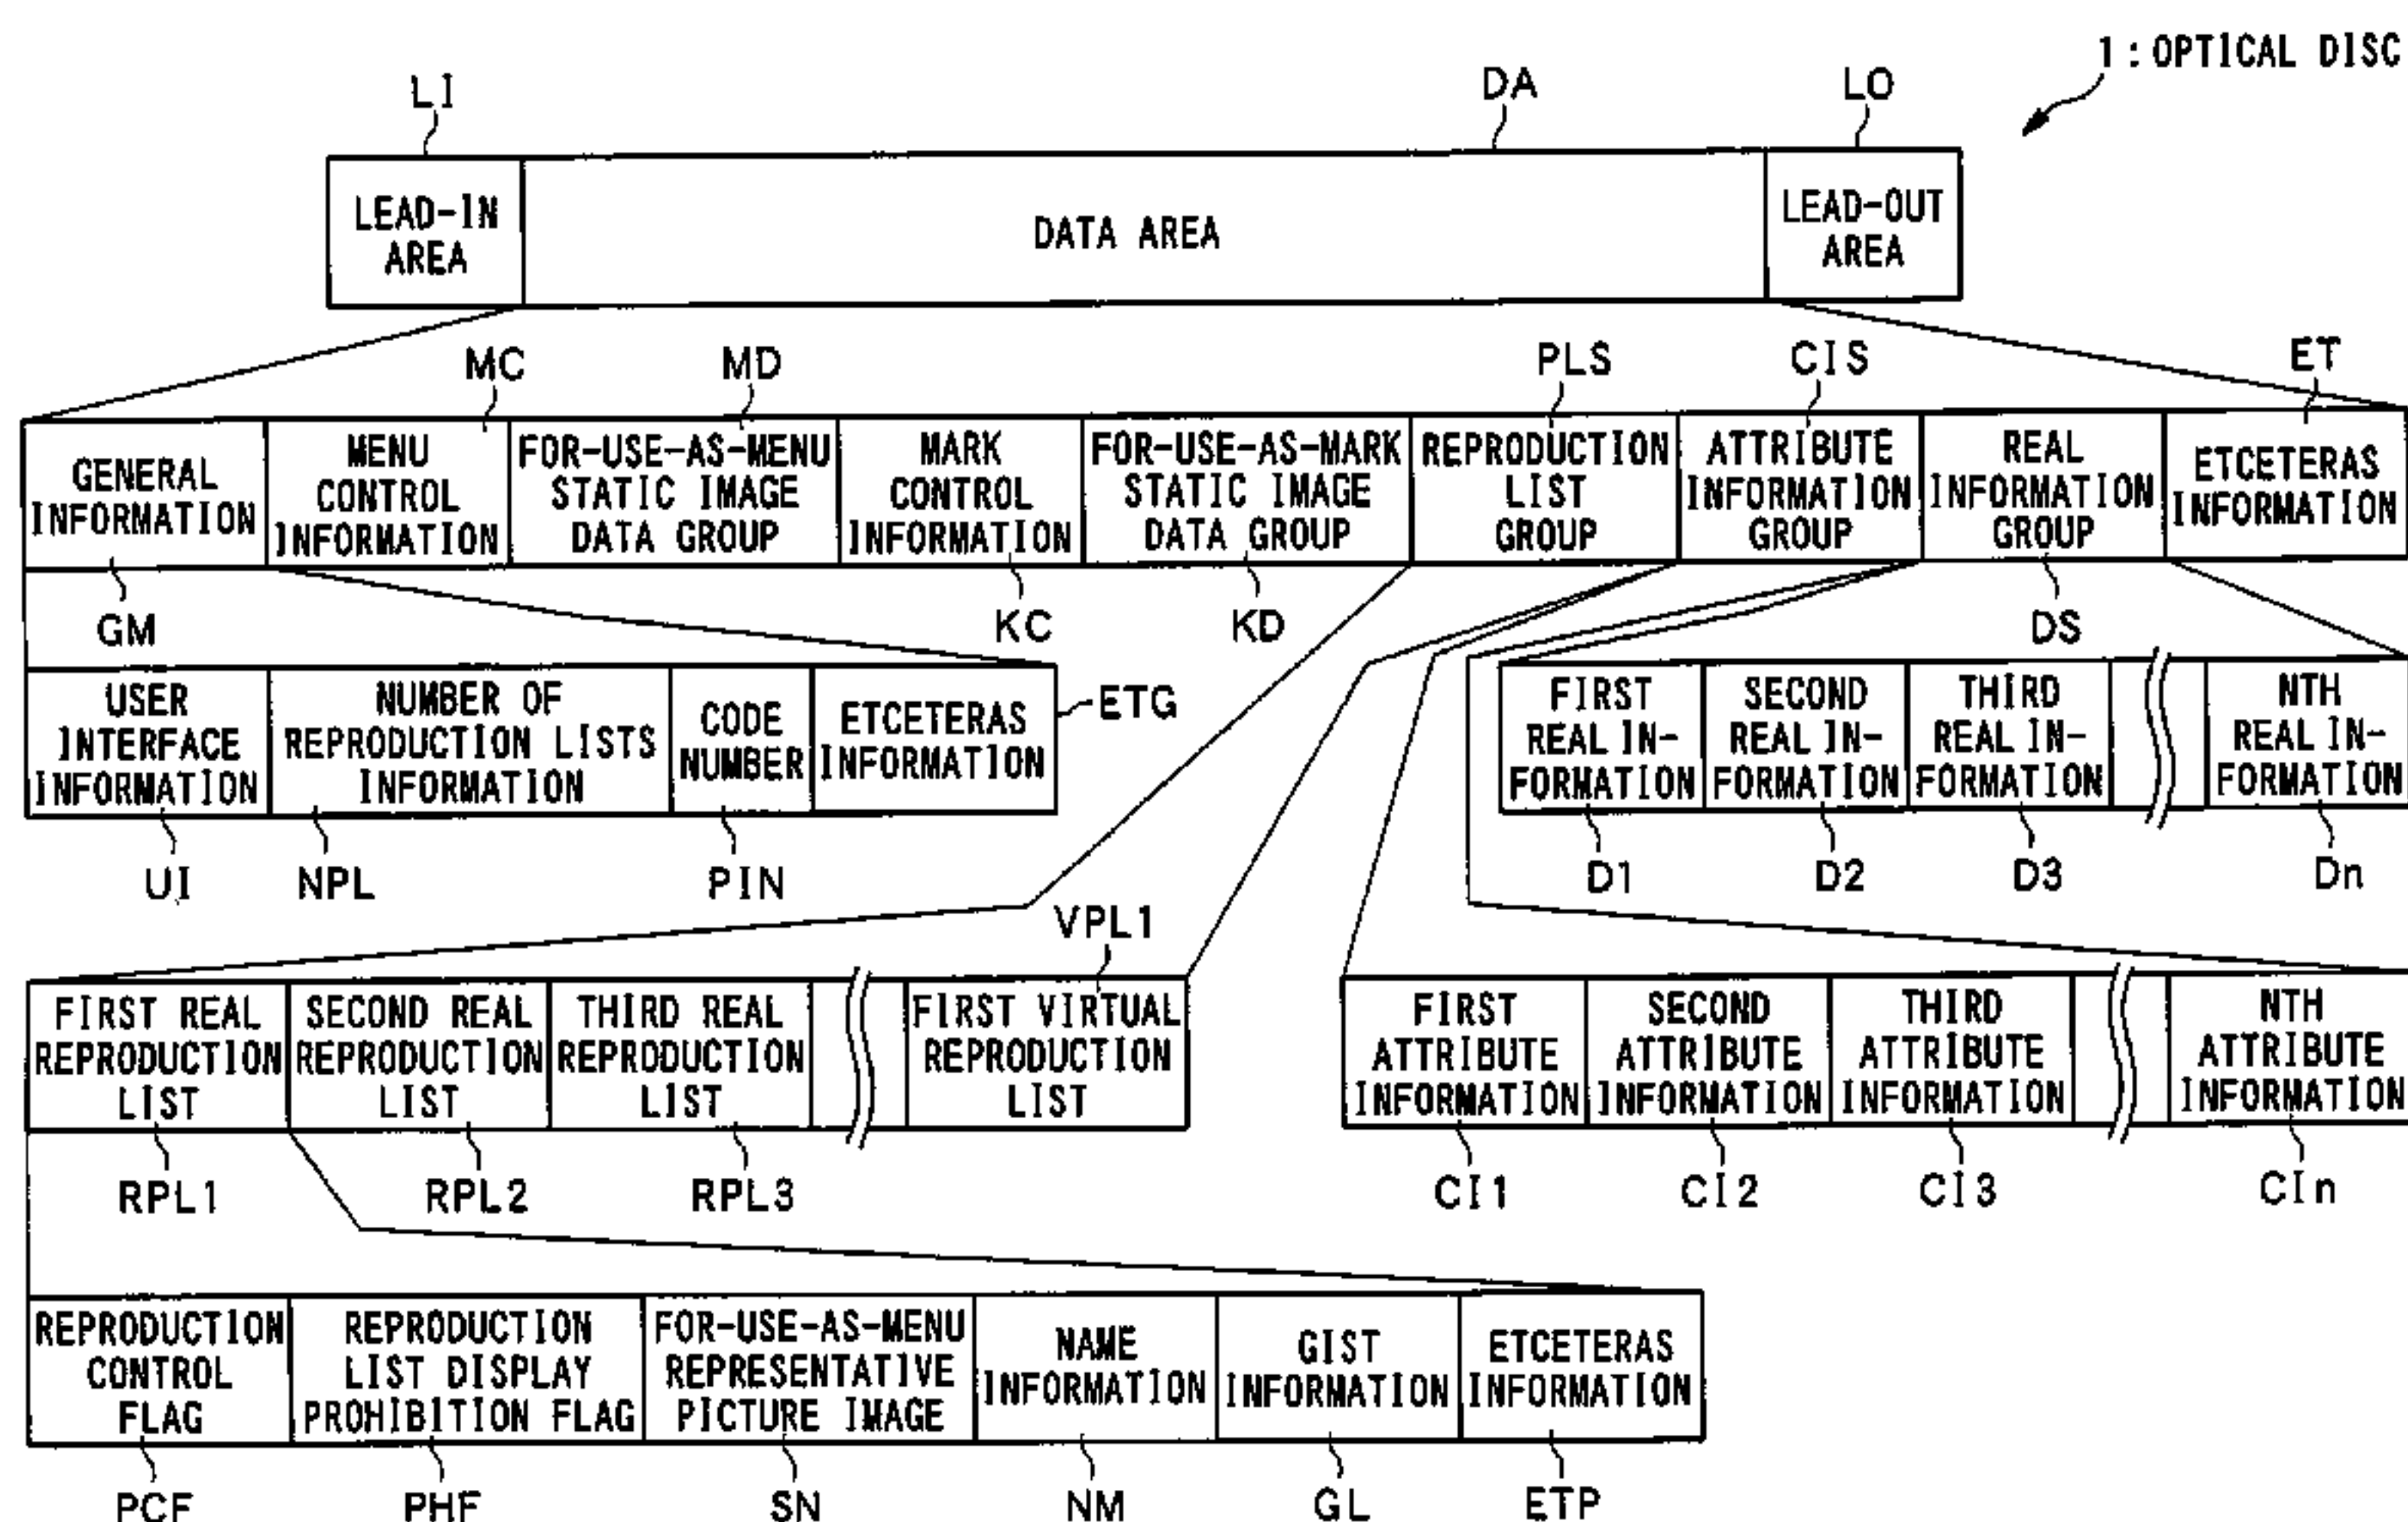 1 : OPTICAL DISC
LI
DA
LO
LEAD-IN
AREA
DATA AREA
LEAD-OUT
AREA
MC
MD
PLS
CIS
ET
GENERAL
INFORMATION
MENU
CONTROL
INFORMATION
FOR-USE-AS-MENU
STATIC IMAGE
DATA GROUP
MARK
CONTROL
INFORMATION
FOR-USE-AS-MARK
STATIC IMAGE
DATA GROUP
REPRODUCTION
LIST
GROUP
ATTRIBUTE
INFORMATION
GROUP
REAL
INFORMATION
GROUP
ETCETERAS
INFORMATION
GM
KC
KD
DS
USER
INTERFACE
INFORMATION
NUMBER OF
REPRODUCTION LISTS
INFORMATION
CODE
NUMBER
ETCETERAS
INFORMATION
ETG
FIRST
REAL IN-
FORMATION
SECOND
REAL IN-
FORMATION
THIRD
REAL IN-
FORMATION
NTH
REAL IN-
FORMATION
UI
NPL
PIN
D1
D2
D3
Dn
VPL1
FIRST REAL
REPRODUCTION
LIST
SECOND REAL
REPRODUCTION
LIST
THIRD REAL
REPRODUCTION
LIST
FIRST VIRTUAL
REPRODUCTION
LIST
FIRST
ATTRIBUTE
INFORMATION
SECOND
ATTRIBUTE
INFORMATION
THIRD
ATTRIBUTE
INFORMATION
NTH
ATTRIBUTE
INFORMATION
RPL1
RPL2
RPL3
CI1
CI2
CI3
CIn
REPRODUCTION
CONTROL
FLAG
REPRODUCTION
LIST DISPLAY
PROHIBITION FLAG
FOR-USE-AS-MENU
REPRESENTATIVE
PICTURE IMAGE
NAME
INFORMATION
GIST
INFORMATION
ETCETERAS
INFORMATION
PCF
PHF
SN
NM
GL
ETP